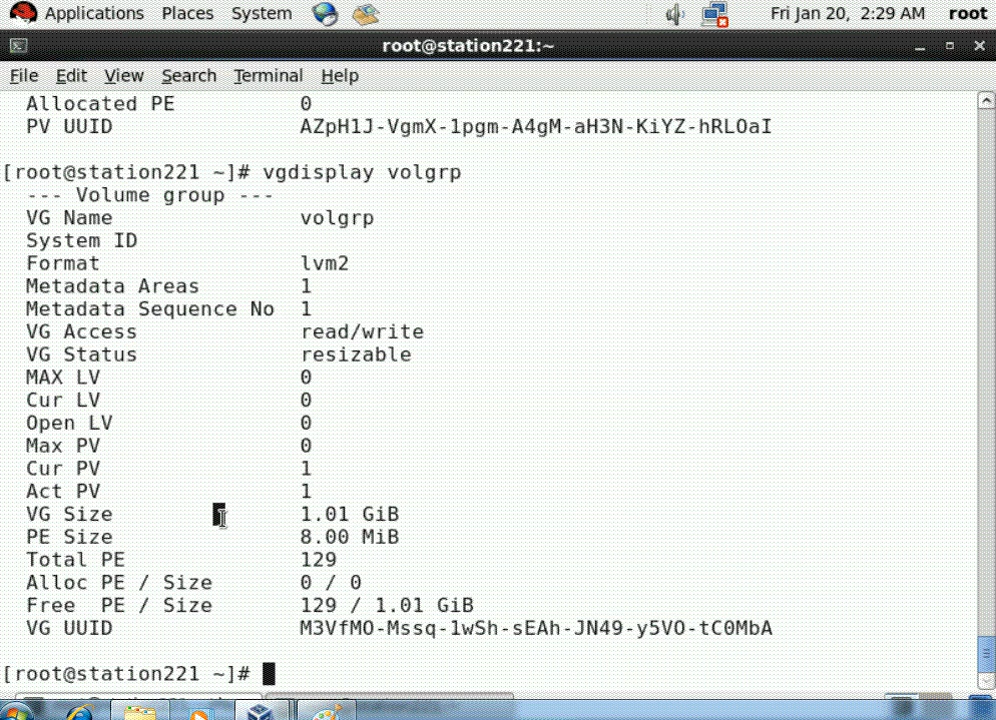 Applications Places System Fri Jan 20, 2:29 AM root
root@station221:~
File Edit View Search Terminal Help
Allocated PE 0
PV UUID AZpH1J-VgmX-1pgm-A4gM-aH3N-KiYZ-hRLOaI
[root@station221 ~]# vgdisplay volgrp
--- Volume group ---
VG Name volgrp
System ID
Format lvm2
Metadata Areas 1
Metadata Sequence No 1
VG Access read/write
VG Status resizable
MAX LV 0
Cur LV 0
Open LV 0
Max PV 0
Cur PV 1
Act PV 1
VG Size 1.01 GiB
PE Size 8.00 MiB
Total PE 129
Alloc PE / Size 0 / 0
Free PE / Size 129 / 1.01 GiB
VG UUID M3VfMO-Mssq-1wSh-sEAh-JN49-y5VO-tC0MbA
[root@station221 ~]#